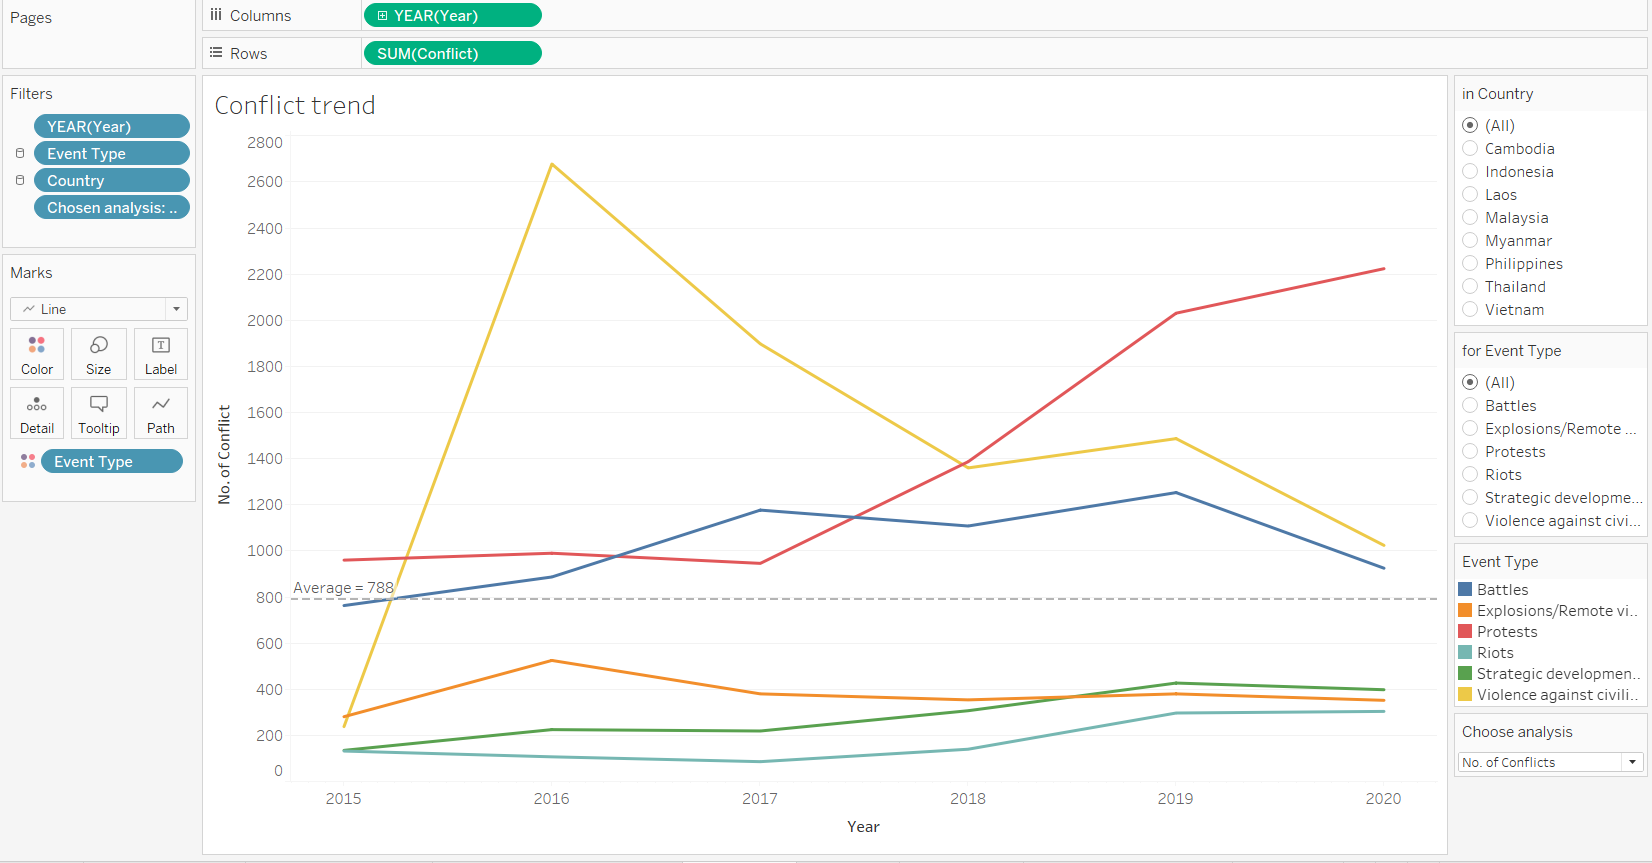 Pages
Columns
YEAR(Year)
Rows
SUM(Conflict)
Filters
YEAR(Year)
Event Type
Country
Chosen analysis: ..
Marks
Line
Color
Size
Label
Detail
Tooltip
Path
Event Type
Conflict trend
2800
2600
2400
2200
2000
1800
1600
1400
1200
1000
800
600
400
200
0
No. of Conflict
Average = 788
2015
2016
2017
2018
2019
2020
Year
in Country
(All)
Cambodia
Indonesia
Laos
Malaysia
Myanmar
Philippines
Thailand
Vietnam
for Event Type
(All)
Battles
Explosions/Remote ...
Protests
Riots
Strategic developme...
Violence against civi...
Event Type
Battles
Explosions/Remote vi..
Protests
Riots
Strategic developmen..
Violence against civili..
Choose analysis
No. of Conflicts